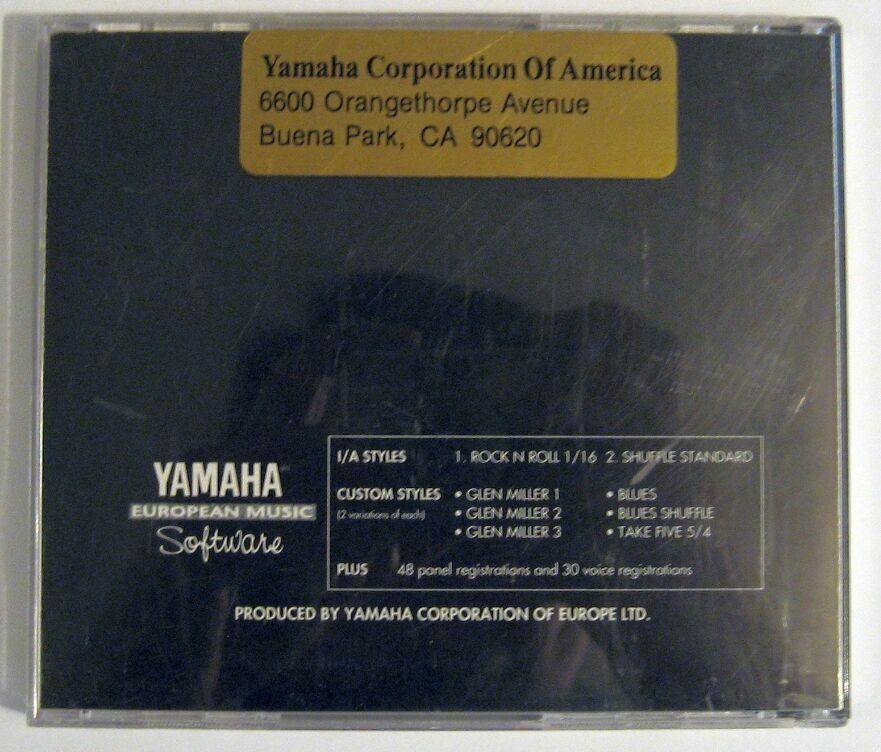 Yamaha Corporation Of America
6600 Orangethorpe Avenue
Buena Park, CA 90620
YAMAHA
EUROPEAN MUSIC
Software
I/A STYLES 1. ROCK N ROLL 1/16 2. SHUFFLE STANDARD
CUSTOM STYLES • GLEN MILLER 1 • BLUES
(2 variations of each) • GLEN MILLER 2 • BLUES SHUFFLE
• GLEN MILLER 3 • TAKE FIVE 5/4
PLUS 48 panel registrations and 30 voice registrations
PRODUCED BY YAMAHA CORPORATION OF EUROPE LTD.